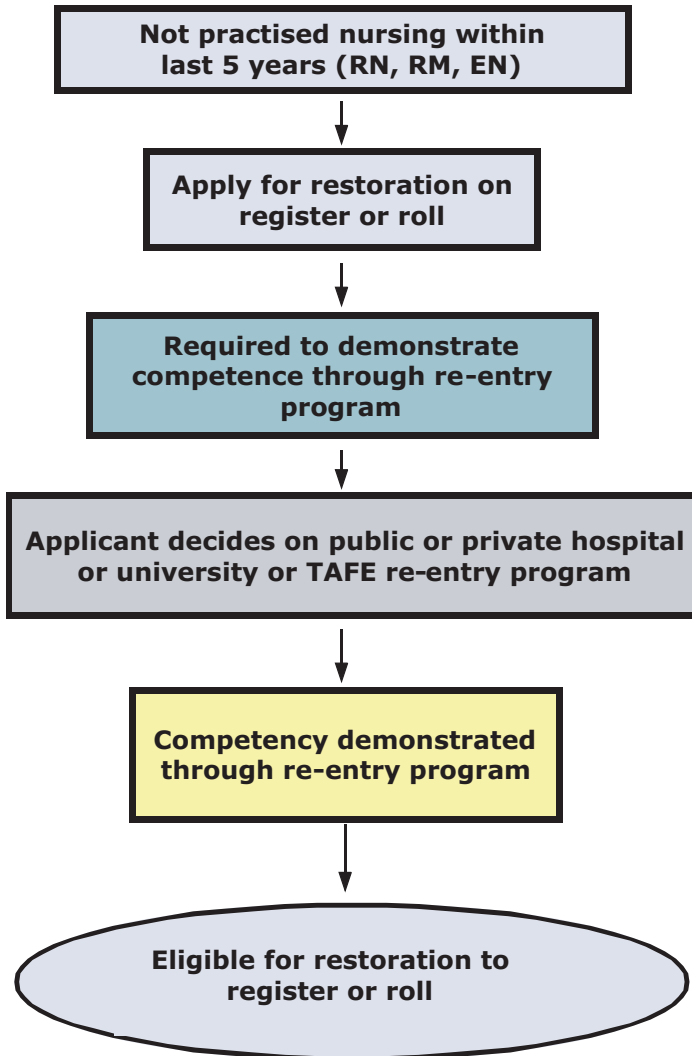 Not practised nursing within
last 5 years (RN, RM, EN)
Apply for restoration on
register or roll
Required to demonstrate
competence through re-entry
program
Applicant decides on public or private hospital
or university or TAFE re-entry program
Competency demonstrated
through re-entry program
Eligible for restoration to
register or roll